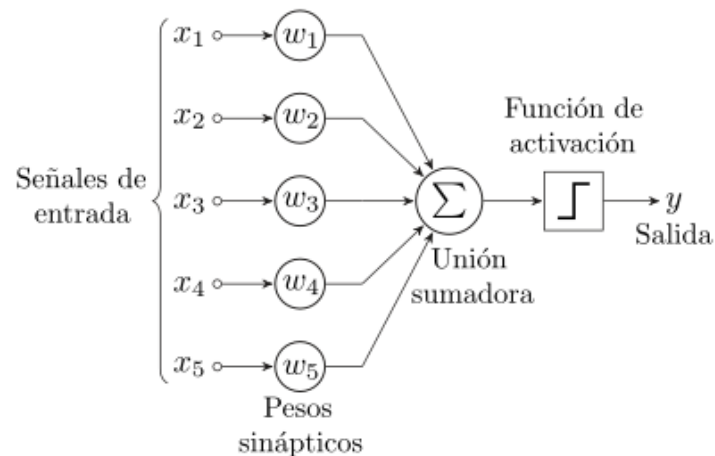 Señales de
entrada
x₁
x₂
x₃
x₄
x₅
w₁
w₂
w₃
w₄
w₅
Pesos
sinápticos
Σ
Unión
sumadora
Función de
activación
y
Salida